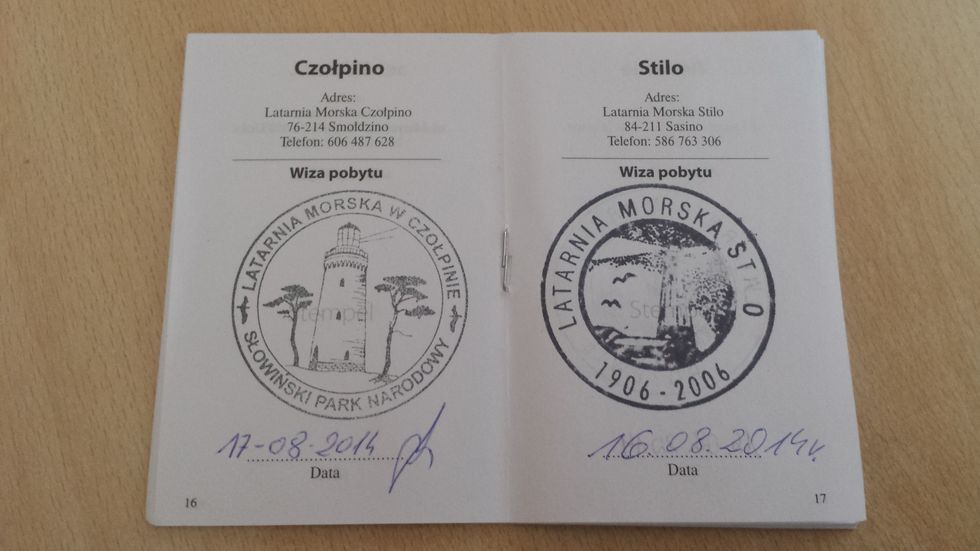 Czołpino
Adres:
Latarnia Morska Czołpino
76-214 Smołdzino
Telefon: 606 487 628
Wiza pobytu
LATARNIA MORSKA W CZOŁPINIE
Stempel
SŁOWIŃSKI PARK NARODOWY
17-08-2014
Data
16
Stilo
Adres:
Latarnia Morska Stilo
84-211 Sasino
Telefon: 586 763 306
Wiza pobytu
LATARNIA MORSKA STILO
1906-2006
16.08.2014r.
Data
17